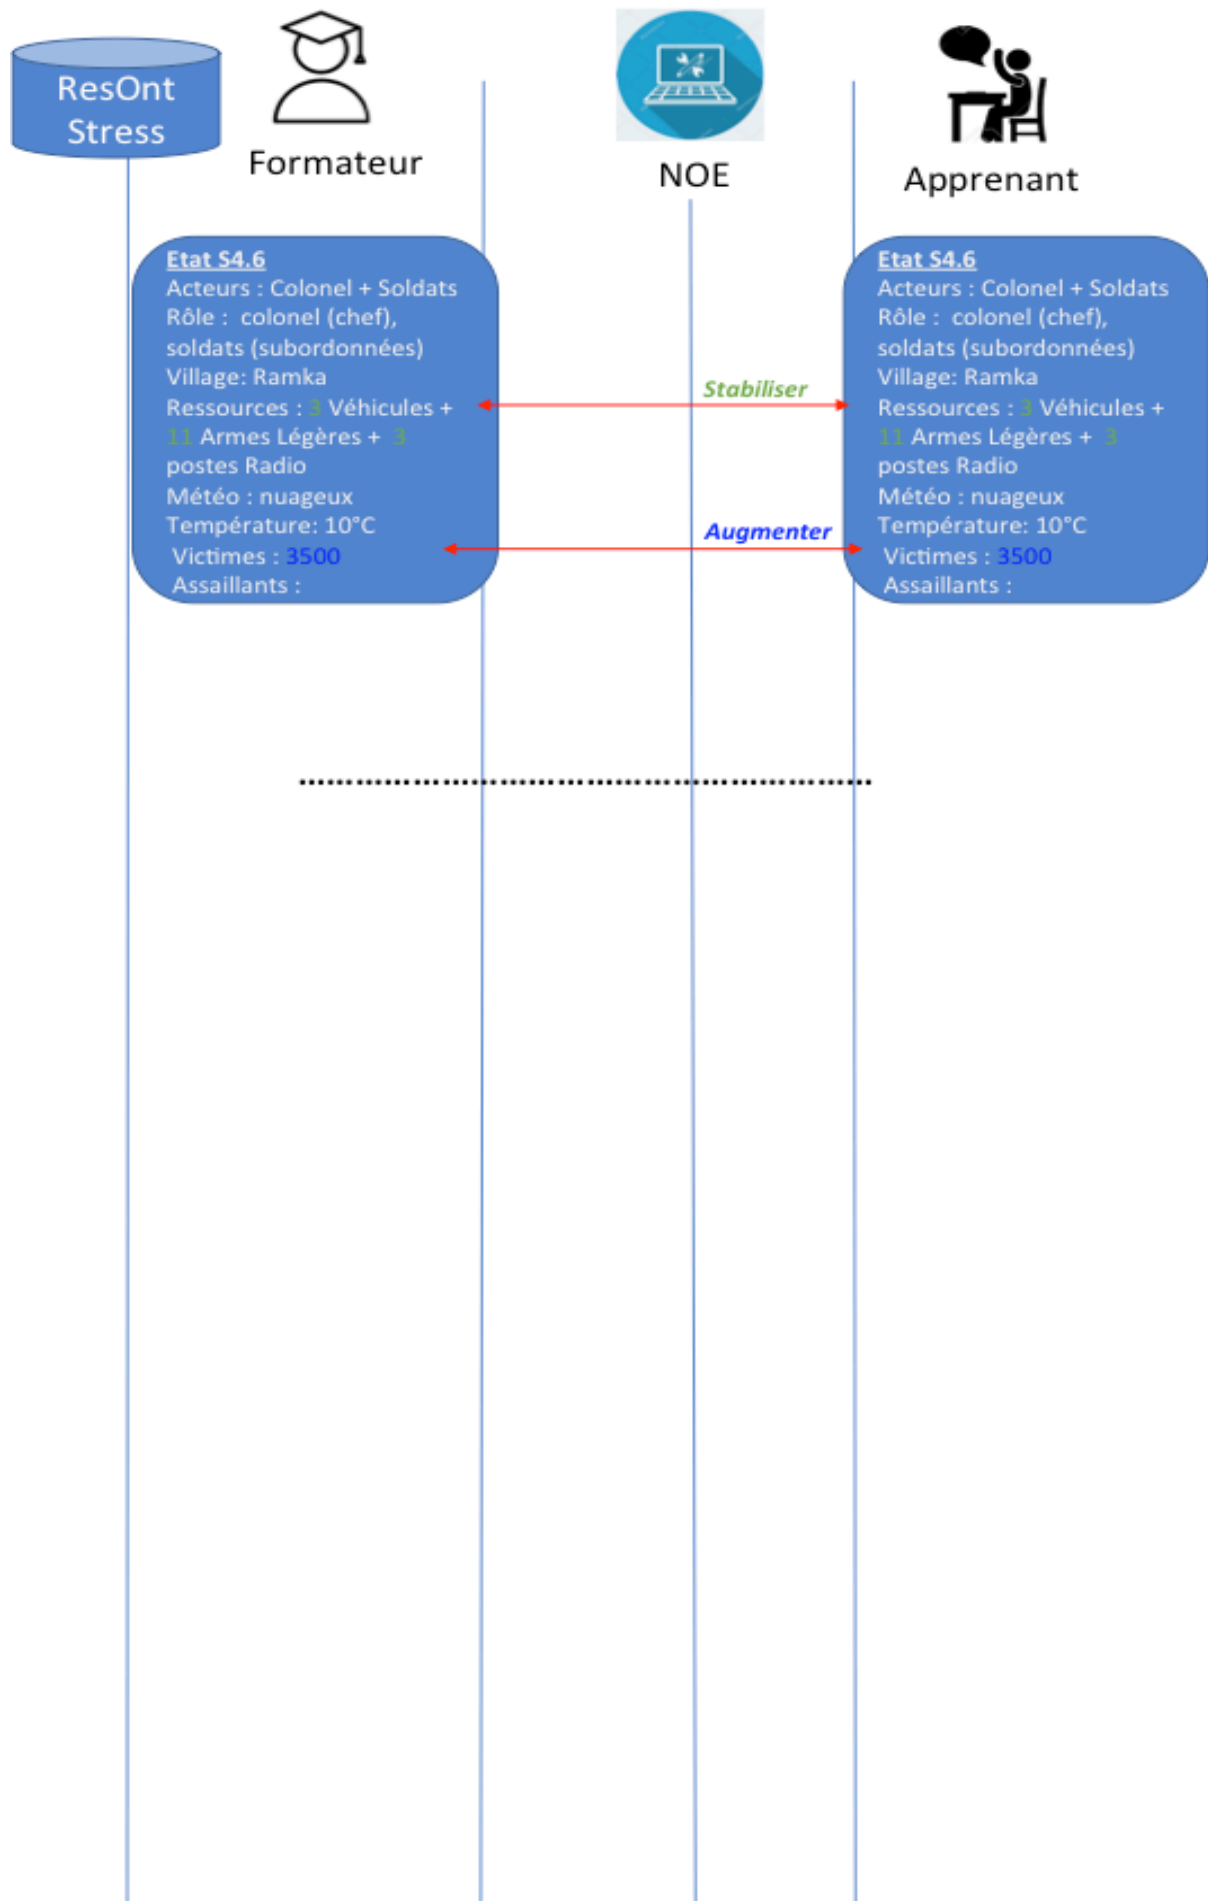 ResOnt
Stress
Formateur
NOE
Apprenant
Etat S4.6
Acteurs : Colonel + Soldats
Rôle : colonel (chef),
soldats (subordonnées)
Village: Ramka
Ressources : 3 Véhicules +
11 Armes Légères + 3
postes Radio
Météo : nuageux
Température: 10°C
Victimes : 3500
Assaillants :
Stabiliser
Augmenter
Etat S4.6
Acteurs : Colonel + Soldats
Rôle : colonel (chef),
soldats (subordonnées)
Village: Ramka
Ressources : 3 Véhicules +
11 Armes Légères + 3
postes Radio
Météo : nuageux
Température: 10°C
Victimes : 3500
Assaillants :